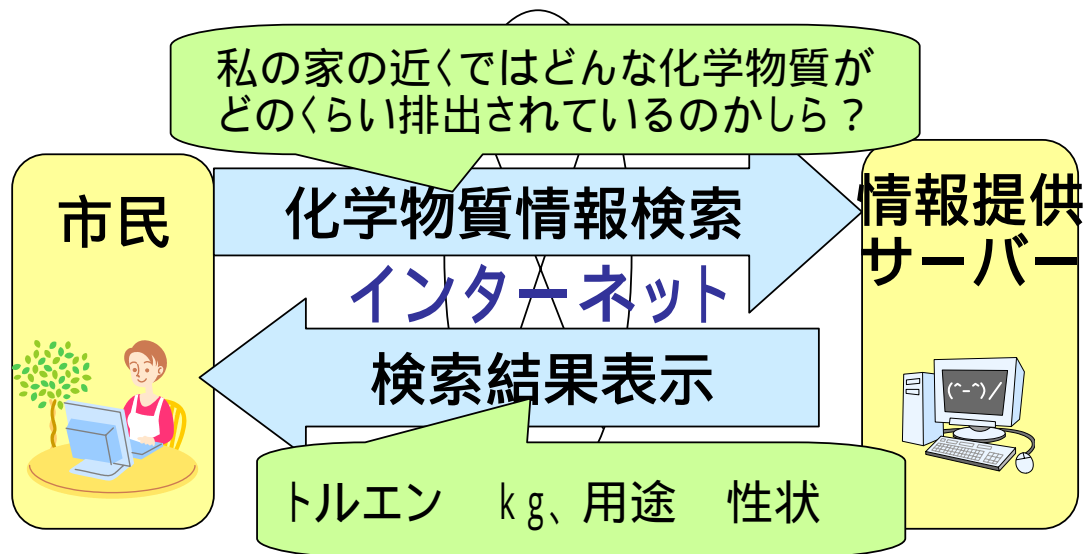 私の家の近くではどんな化学物質が
どのくらい排出されているのかしら？
市民
化学物質情報検索
情報提供
サーバー
インターネット
検索結果表示
トルエン　kg、用途　性状
(^-^)/